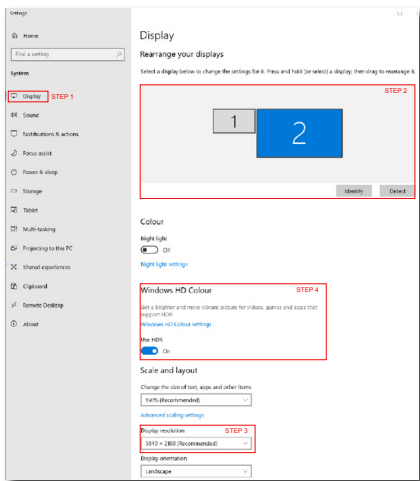 Settings
Home
Find a setting
System
Display STEP 1
Sound
Notifications & actions
Focus assist
Power & sleep
Storage
Tablet
Multi-tasking
Projecting to this PC
Shared experiences
Clipboard
Remote Desktop
About
Display
Rearrange your displays
Select a display below to change the settings for it. Press and hold (or select) a display, then drag to rearrange it.
STEP 2
1
2
Identify Detect
Colour
Night light
Off
Night light settings
Windows HD Colour STEP 4
Get a brighter and more vibrant picture for videos, games and apps that
support HDR
Windows HD Colour settings
Use HDR
On
Scale and layout
Change the size of text, apps and other items
(Recommended)
Advanced scaling settings
Display resolution STEP 3
3840 × 2160 (Recommended)
Display orientation
Landscape